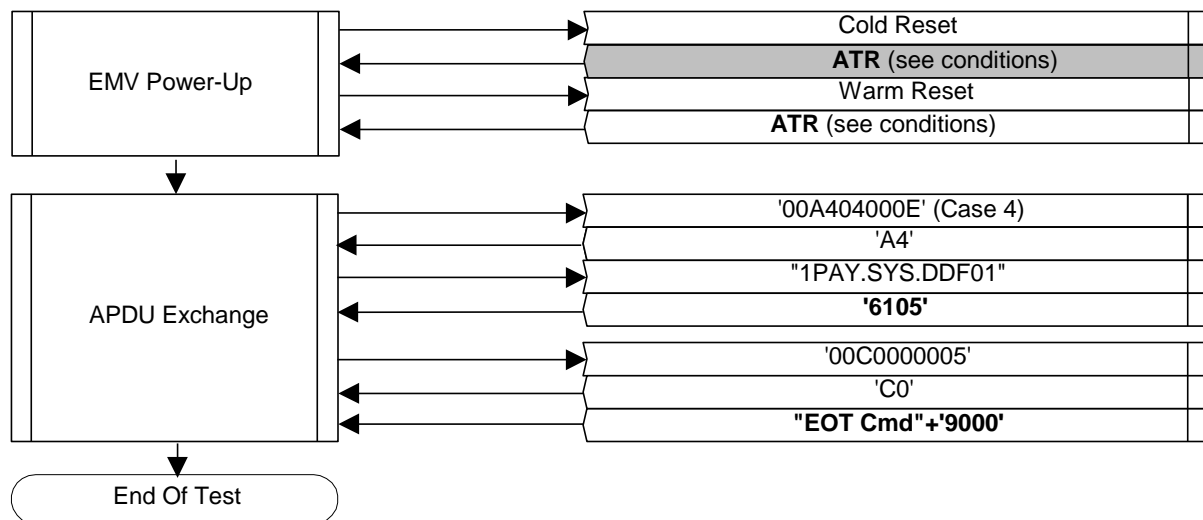 EMV Power-Up
Cold Reset
ATR (see conditions)
Warm Reset
ATR (see conditions)
APDU Exchange
'00A404000E' (Case 4)
'A4'
"1PAY.SYS.DDF01"
'6105'
'00C0000005'
'C0'
"EOT Cmd"+'9000'
End Of Test